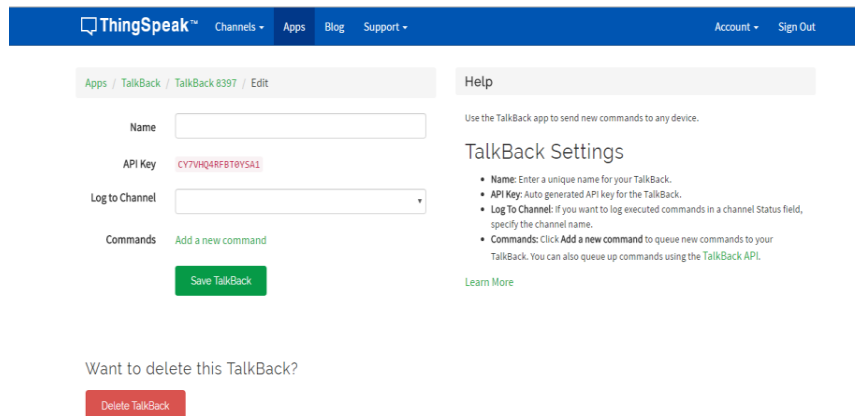 ThingSpeak™ Channels Apps Blog Support Account Sign Out
Apps / TalkBack / TalkBack 8397 / Edit
Name
API Key CY7VHQ4RFBT0YSA1
Log to Channel
Commands Add a new command
Save TalkBack
Want to delete this TalkBack?
Delete TalkBack
Help
Use the TalkBack app to send new commands to any device.
TalkBack Settings
• Name: Enter a unique name for your TalkBack.
• API Key: Auto generated API key for the TalkBack.
• Log To Channel: If you want to log executed commands in a channel Status field,
specify the channel name.
• Commands: Click Add a new command to queue new commands to your
TalkBack. You can also queue up commands using the TalkBack API.
Learn More